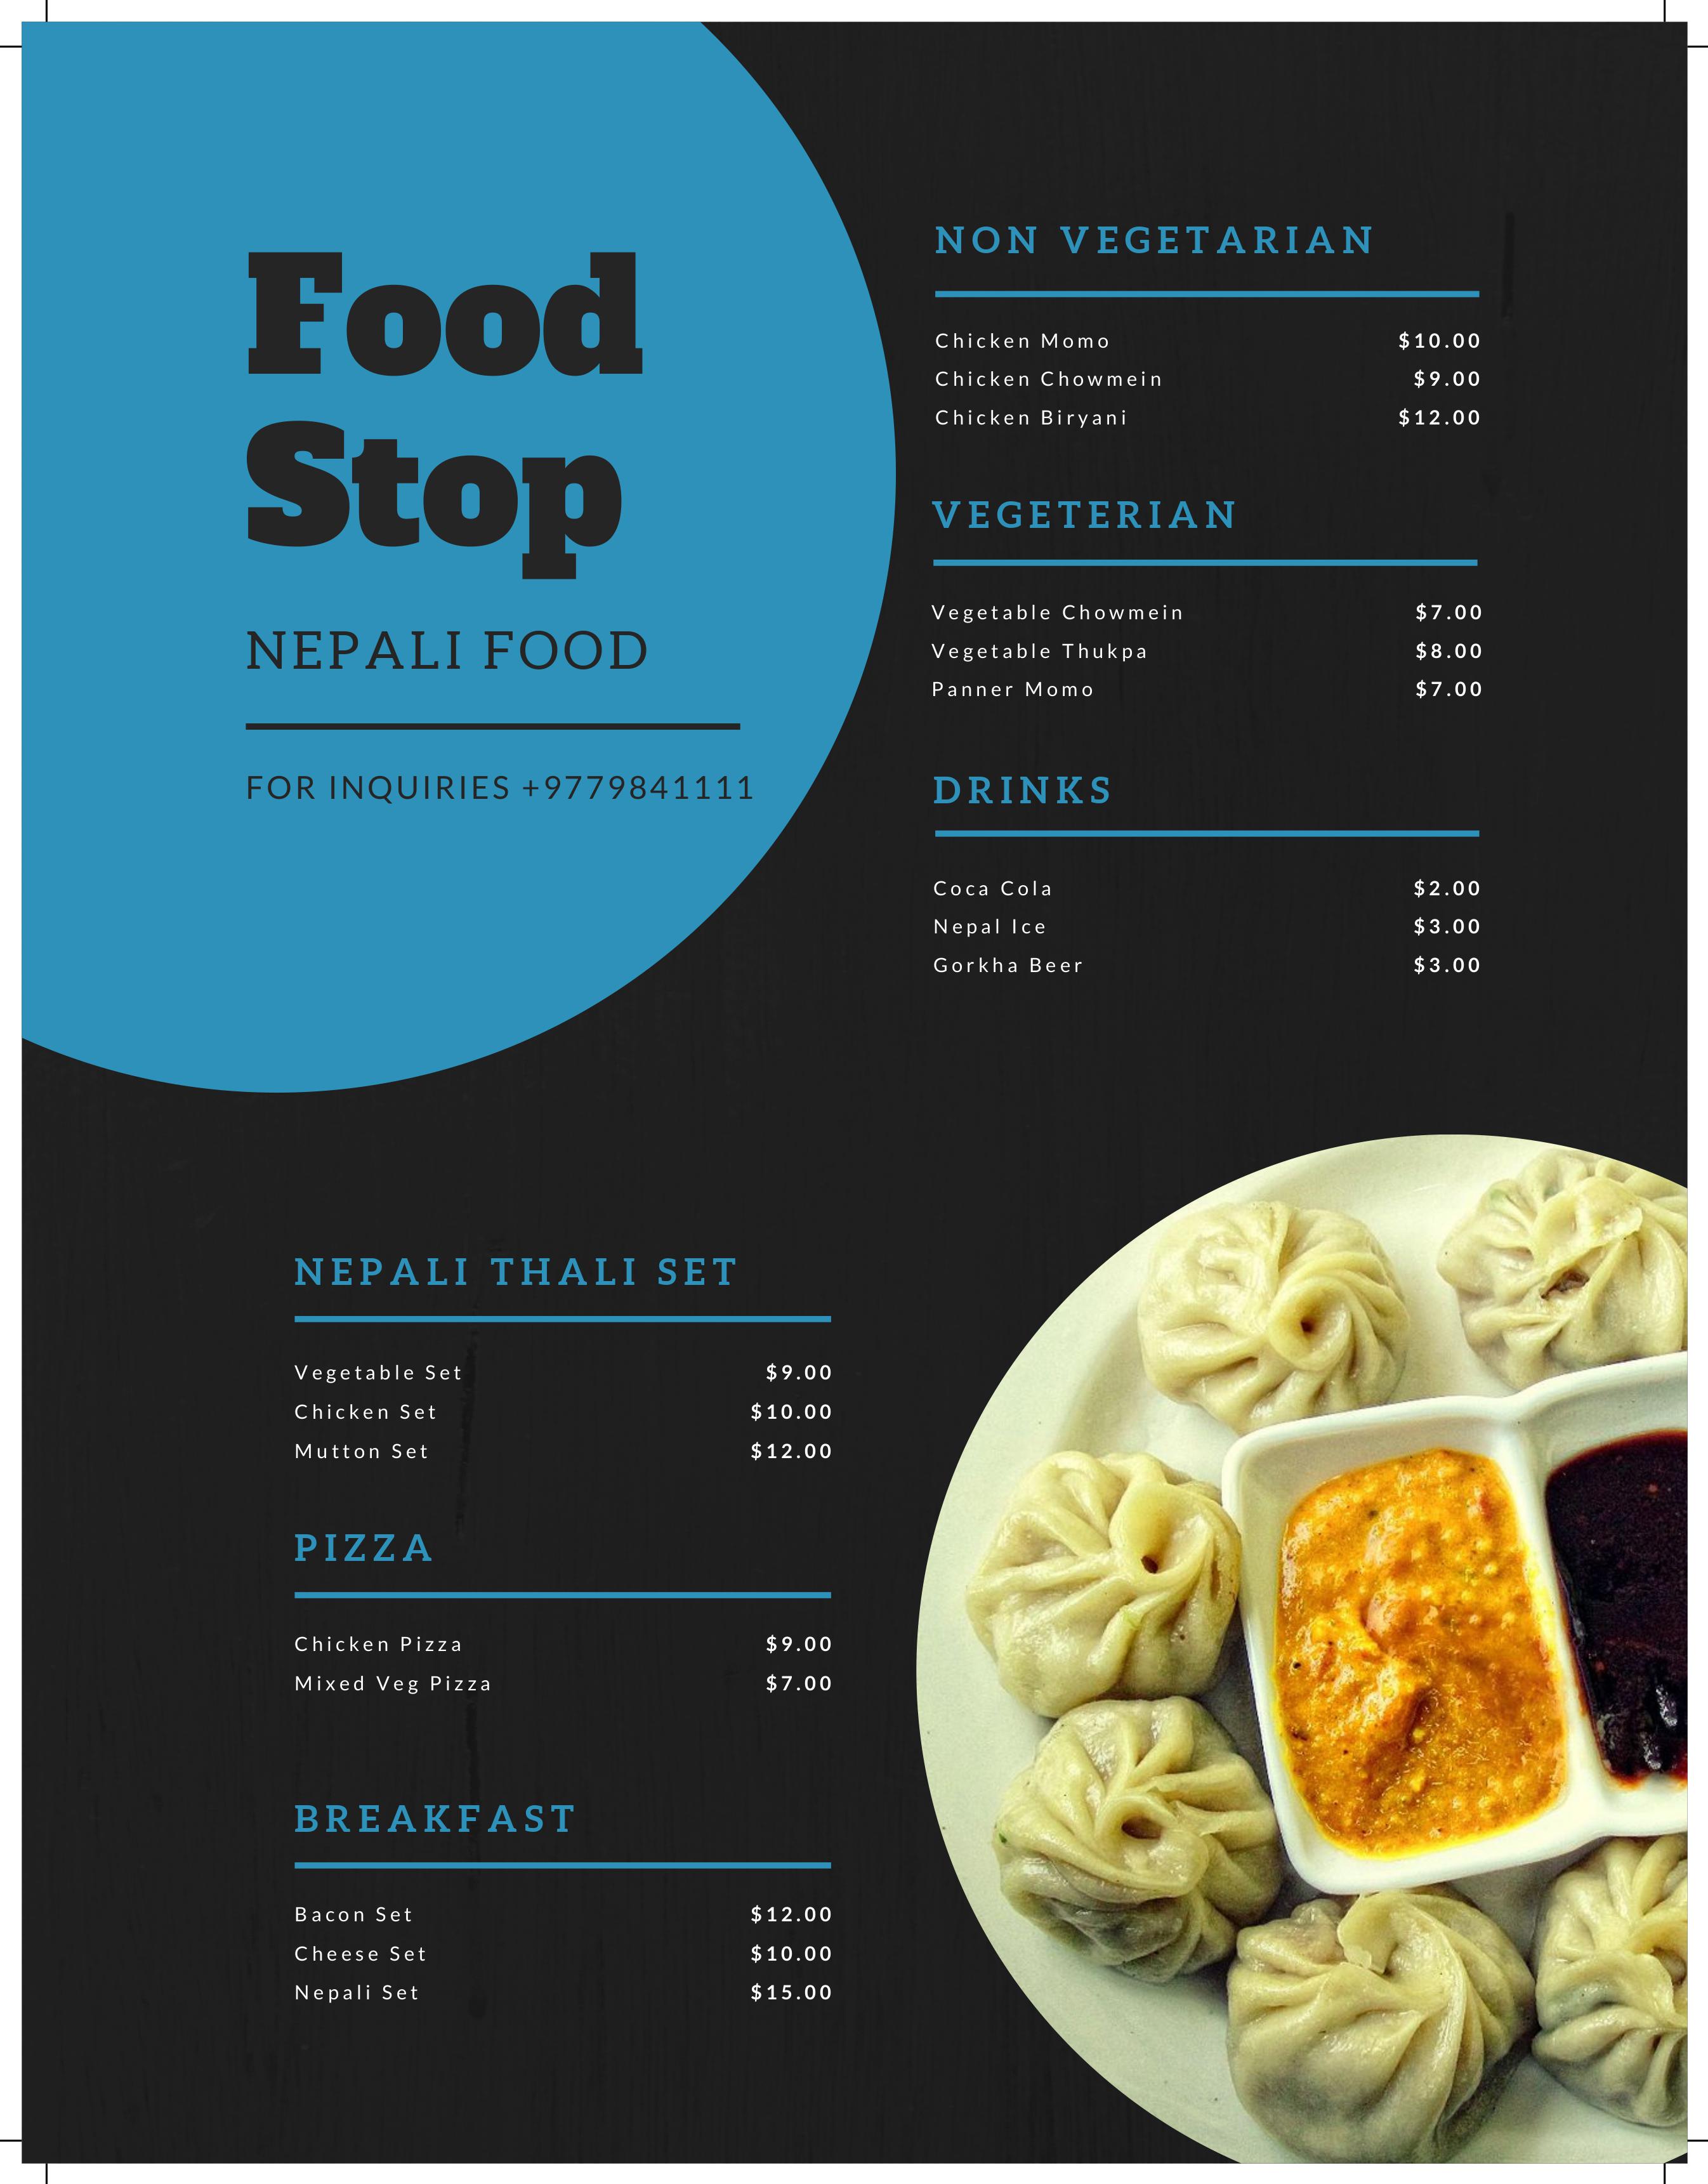 Food
Stop
NEPALI FOOD
FOR INQUIRIES +9779841111
NON VEGETARIAN
Chicken Momo $10.00
Chicken Chowmein $9.00
Chicken Biryani $12.00
VEGETERIAN
Vegetable Chowmein $7.00
Vegetable Thukpa $8.00
Panner Momo $7.00
DRINKS
Coca Cola $2.00
Nepal Ice $3.00
Gorkha Beer $3.00
NEPALI THALI SET
Vegetable Set $9.00
Chicken Set $10.00
Mutton Set $12.00
PIZZA
Chicken Pizza $9.00
Mixed Veg Pizza $7.00
BREAKFAST
Bacon Set $12.00
Cheese Set $10.00
Nepali Set $15.00